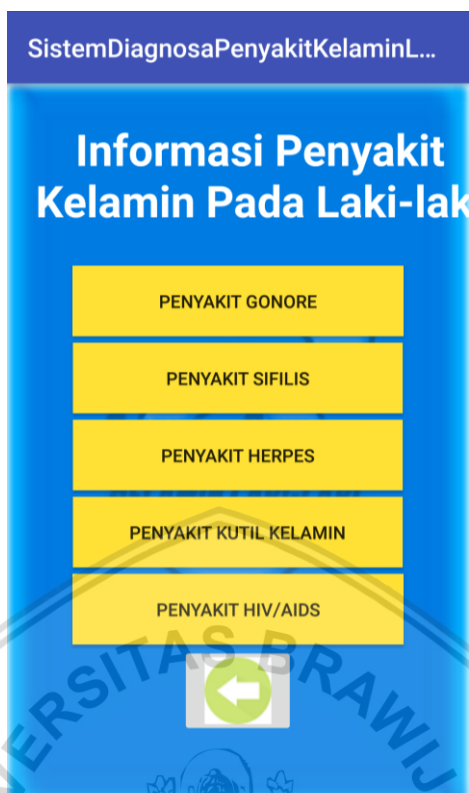 SistemDiagnosaPenyakitKelaminL...
Informasi Penyakit
Kelamin Pada Laki-lak
PENYAKIT GONORE
PENYAKIT SIFILIS
PENYAKIT HERPES
PENYAKIT KUTIL KELAMIN
PENYAKIT HIV/AIDS
ERSITAS BRAWIJ